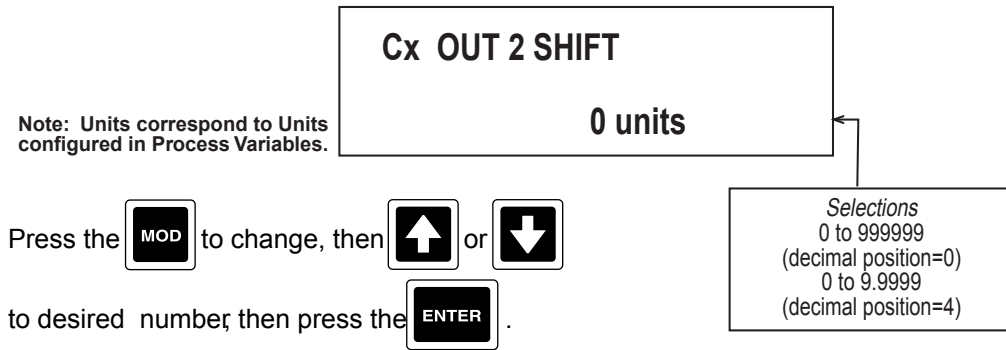 Cx OUT 2 SHIFT
0 units
Note: Units correspond to Units
configured in Process Variables.
Press the MOD to change, then or
to desired number, then press the ENTER .
Selections
0 to 999999
(decimal position=0)
0 to 9.9999
(decimal position=4)